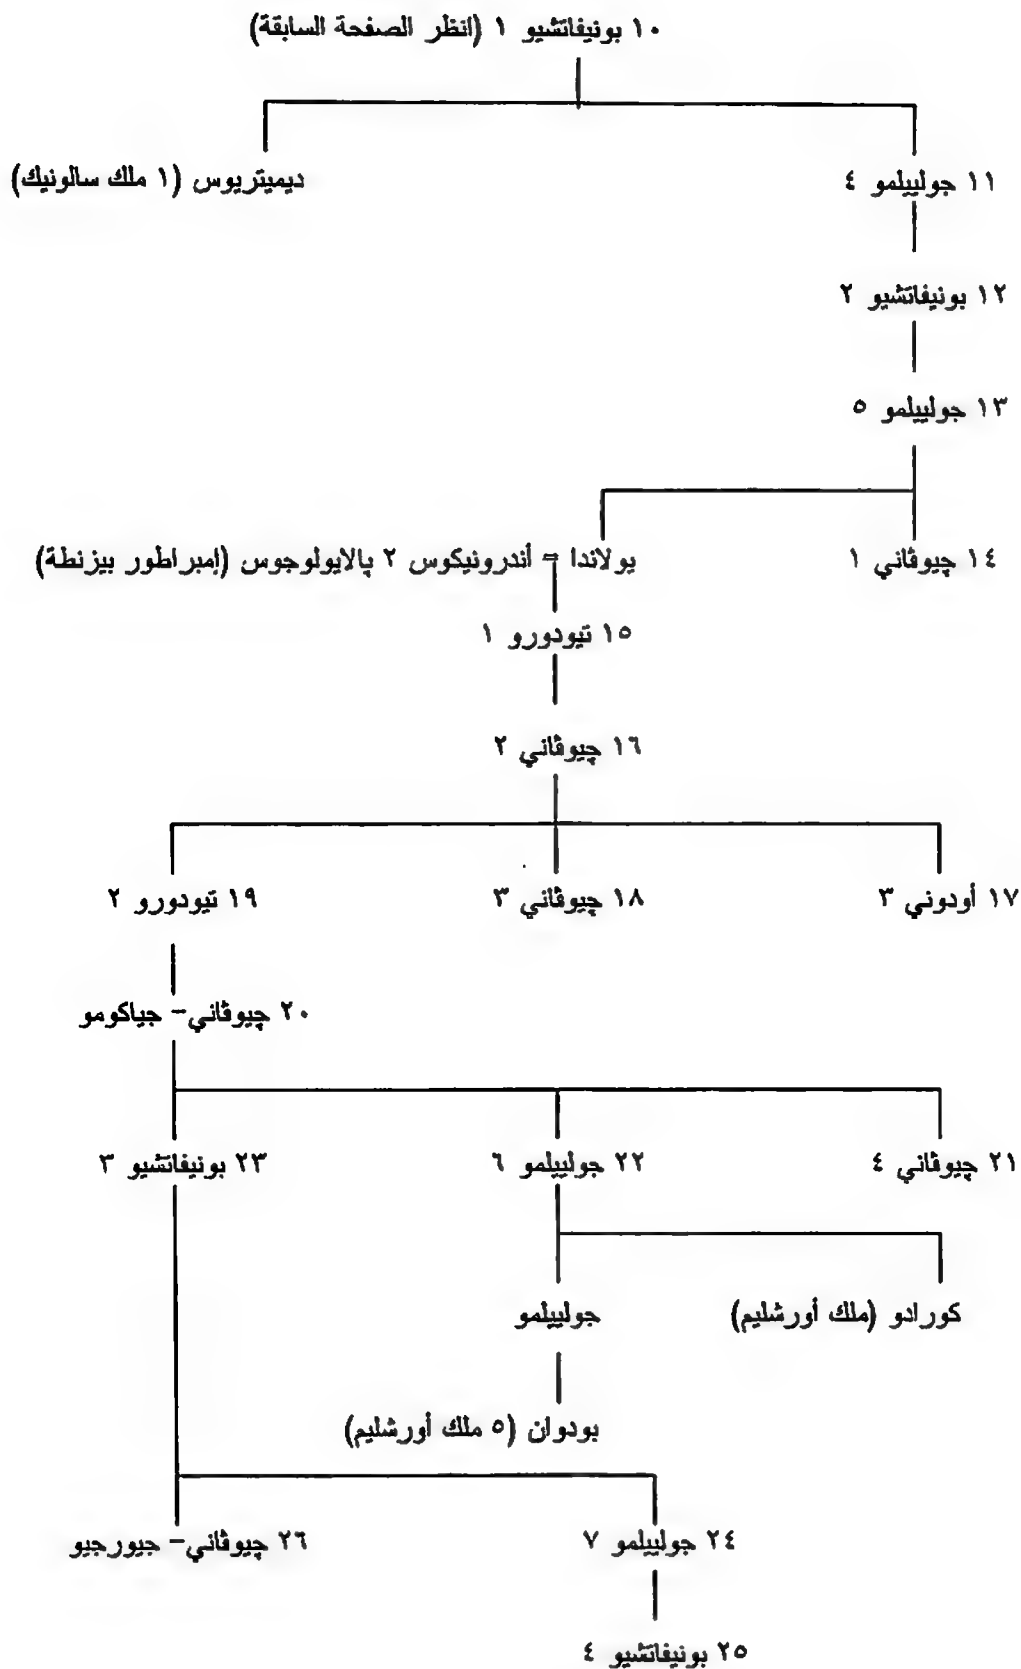 ١٠ بونيفاتشيو ١ (انظر الصفحة السابقة)
١١ جولييلمو ٤
ديميتريوس (١ ملك سالونيك)
١٢ بونيفاتشيو ٢
١٣ جولييلمو ٥
١٤ چيوڤاني ١
يولاندا = أندرونيكوس ٢ پالايولوجوس (إمبراطور بيزنطة)
١٥ تيودورو ١
١٦ چيوڤاني ٢
١٧ أودوني ٣
١٨ چيوڤاني ٣
١٩ تيودورو ٢
٢٠ چيوڤاني- جياكومو
٢١ چيوڤاني ٤
٢٢ جولييلمو ٦
٢٣ بونيفاتشيو ٣
كورادو (ملك أورشليم)
جولييلمو
بودوان (٥ ملك أورشليم)
٢٤ جولييلمو ٧
٢٦ چيوڤاني- جيورجيو
٢٥ بونيفاتشيو ٤